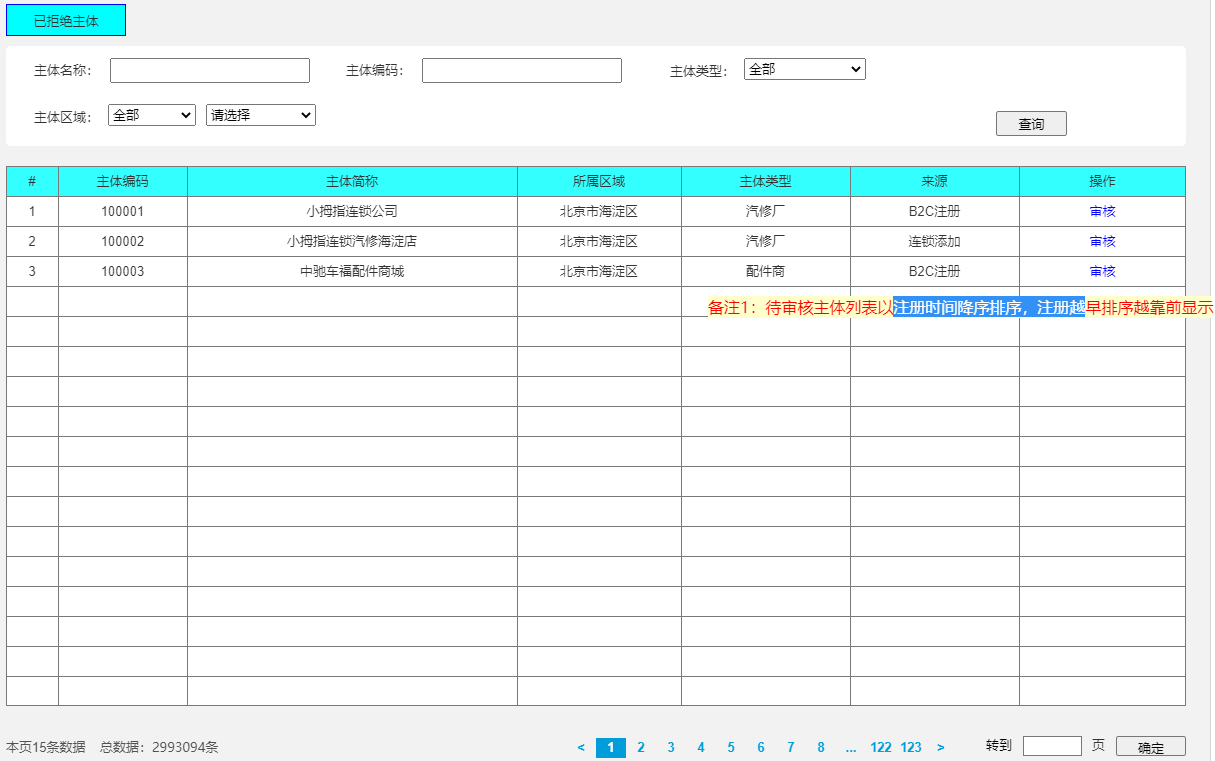 已拒绝主体
主体名称： 主体编码： 主体类型： 全部
主体区域： 全部 请选择 查询
# 主体编码 主体简称 所属区域 主体类型 来源 操作
1 100001 小拇指连锁公司 北京市海淀区 汽修厂 B2C注册 审核
2 100002 小拇指连锁汽修海淀店 北京市海淀区 汽修厂 连锁添加 审核
3 100003 中驰车福配件商城 北京市海淀区 配件商 B2C注册 审核
备注1：待审核主体列表以注册时间降序排序，注册越早排序越靠前显示
本页15条数据 总数据：2993094条 < 1 2 3 4 5 6 7 8 ... 122 123 > 转到 页 确定